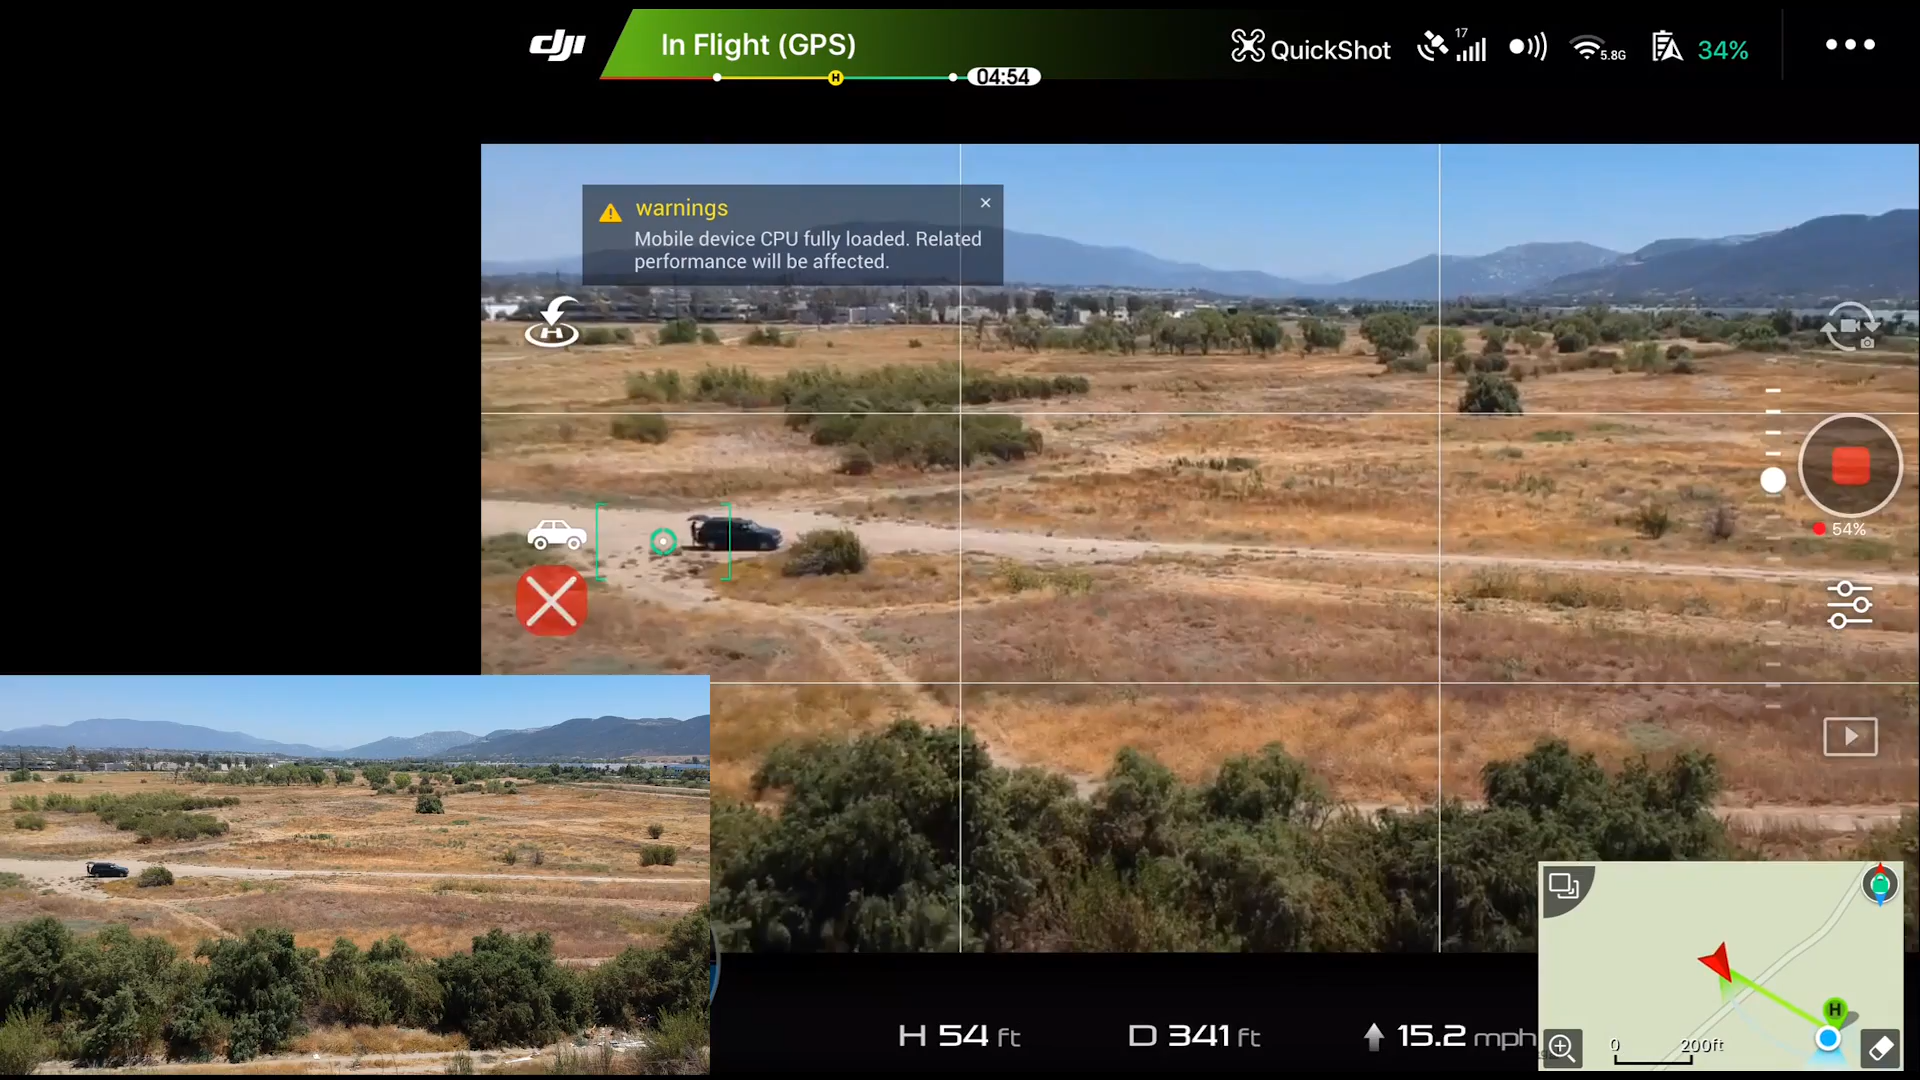 dji
In Flight (GPS)
QuickShot
17
5.8G
34%
H
04:54
warnings
Mobile device CPU fully loaded. Related
performance will be affected.
H
54%
H
H 54 ft
D 341 ft
15.2 mph
0
200ft